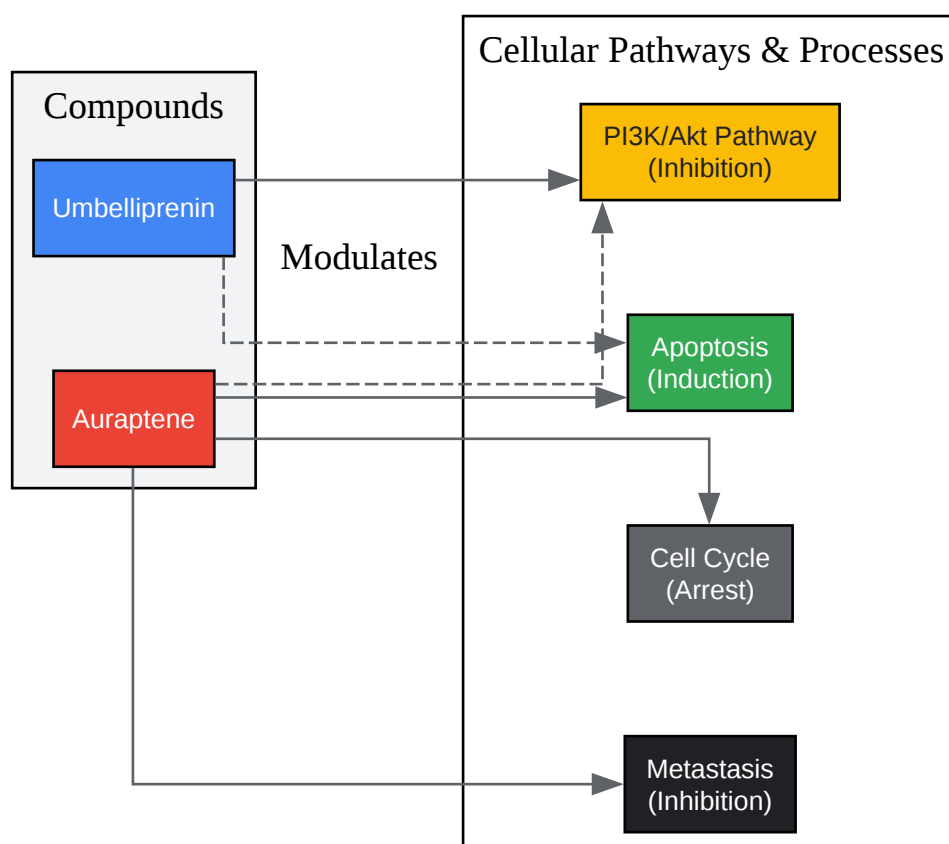 Cellular Pathways & Processes
Compounds
PI3K/Akt Pathway
(Inhibition)
Umbelliprenin
Modulates
Apoptosis
(Induction)
Auraptene
Cell Cycle
(Arrest)
Metastasis
(Inhibition)